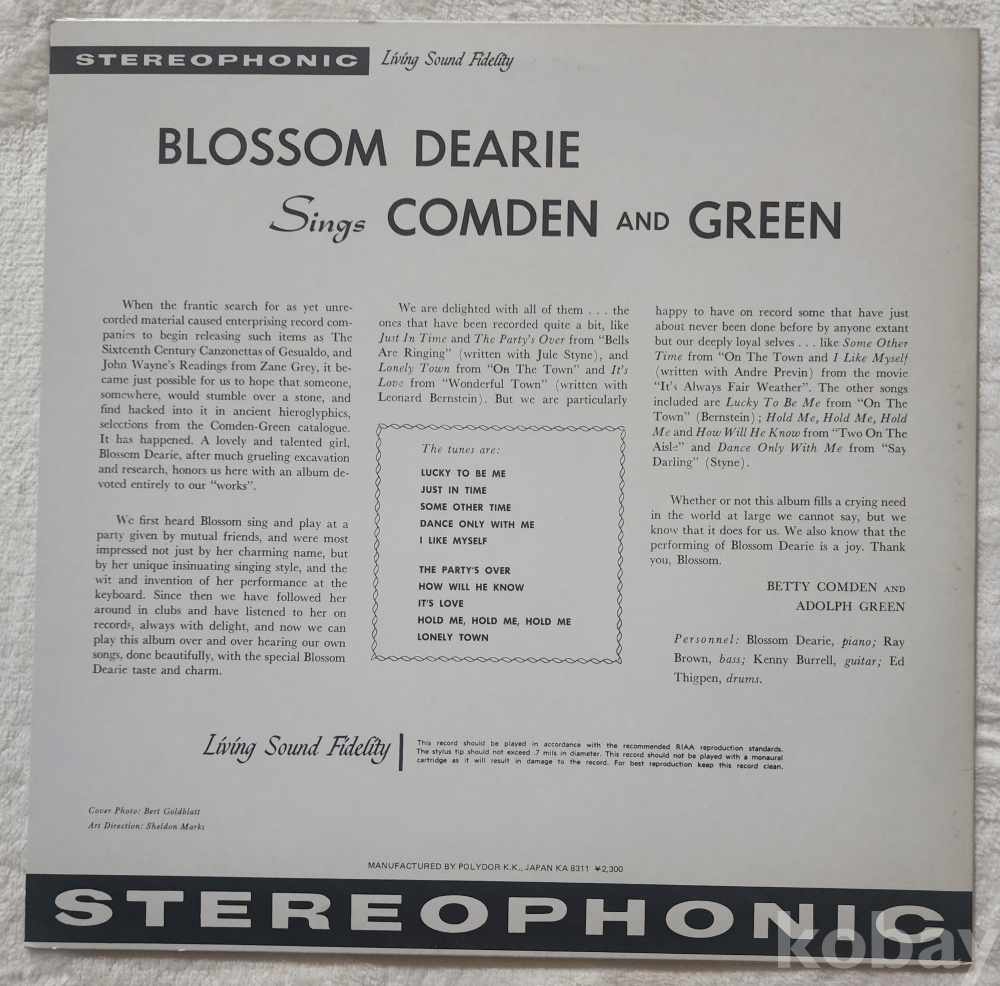 STEREOPHONIC Living Sound Fidelity
BLOSSOM DEARIE
Sings COMDEN AND GREEN
When the frantic search for as yet unre-
corded material caused enterprising record com-
panies to begin releasing such items as The
Sixteenth Century Canzonettas of Gesualdo, and
John Wayne's Readings from Zane Grey, it be-
came just possible for us to hope that someone,
somewhere, would stumble over a stone, and
find hacked into it in ancient hieroglyphics,
selections from the Comden-Green catalogue.
It has happened. A lovely and talented girl,
Blossom Dearie, after much grueling excavation
and research, honors us here with an album de-
voted entirely to our "works".
We first heard Blossom sing and play at a
party given by mutual friends, and were most
impressed not just by her charming name, but
by her unique insinuating singing style, and the
wit and invention of her performance at the
keyboard. Since then we have followed her
around in clubs and have listened to her on
records, always with delight, and now we can
play this album over and over hearing our own
songs, done beautifully, with the special Blossom
Dearie taste and charm.
We are delighted with all of them . . . the
ones that have been recorded quite a bit, like
Just In Time and The Party's Over from "Bells
Are Ringing" (written with Jule Styne), and
Lonely Town from "On The Town" and It's
Love from "Wonderful Town" (written with
Leonard Bernstein). But we are particularly
The tunes are:
LUCKY TO BE ME
JUST IN TIME
SOME OTHER TIME
DANCE ONLY WITH ME
I LIKE MYSELF
THE PARTY'S OVER
HOW WILL HE KNOW
IT'S LOVE
HOLD ME, HOLD ME, HOLD ME
LONELY TOWN
happy to have on record some that have just
about never been done before by anyone extant
but our deeply loyal selves . . . like Some Other
Time from "On The Town and I Like Myself
(written with Andre Previn) from the movie
"It's Always Fair Weather". The other songs
included are Lucky To Be Me from "On The
Town" (Bernstein) ; Hold Me, Hold Me, Hold
Me and How Will He Know from "Two On The
Aisle" and Dance Only With Me from "Say
Darling" (Styne).
Whether or not this album fills a crying need
in the world at large we cannot say, but we
know that it does for us. We also know that the
performing of Blossom Dearie is a joy. Thank
you, Blossom.
BETTY COMDEN AND
ADOLPH GREEN
Personnel: Blossom Dearie, piano; Ray
Brown, bass; Kenny Burrell, guitar; Ed
Thigpen, drums.
Living Sound Fidelity
This record should be played in accordance with the recommended RIAA reproduction standards.
The stylus tip should not exceed .7 mils in diameter. This record should not be played with a monaural
cartridge as it will result in damage to the record. For best reproduction keep this record clean.
Cover Photo: Bert Goldblatt
Art Direction: Sheldon Marks
MANUFACTURED BY POLYDOR K.K., JAPAN KA 8311 ¥2,300
STEREOPHONIC
kobay